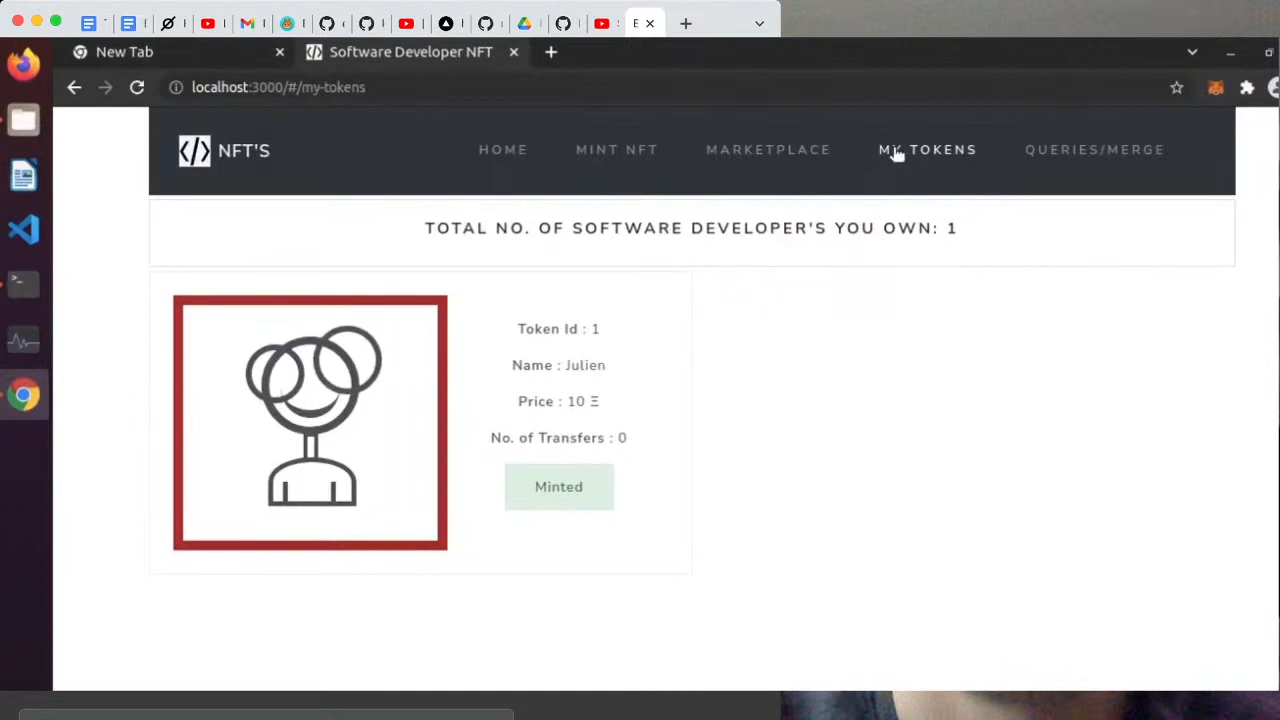 New Tab
Software Developer NFT
localhost:3000/#/my-tokens
</> NFT'S
HOME
MINT NFT
MARKETPLACE
MY TOKENS
QUERIES/MERGE
TOTAL NO. OF SOFTWARE DEVELOPER'S YOU OWN: 1
Token Id : 1
Name : Julien
Price : 10 Ξ
No. of Transfers : 0
Minted